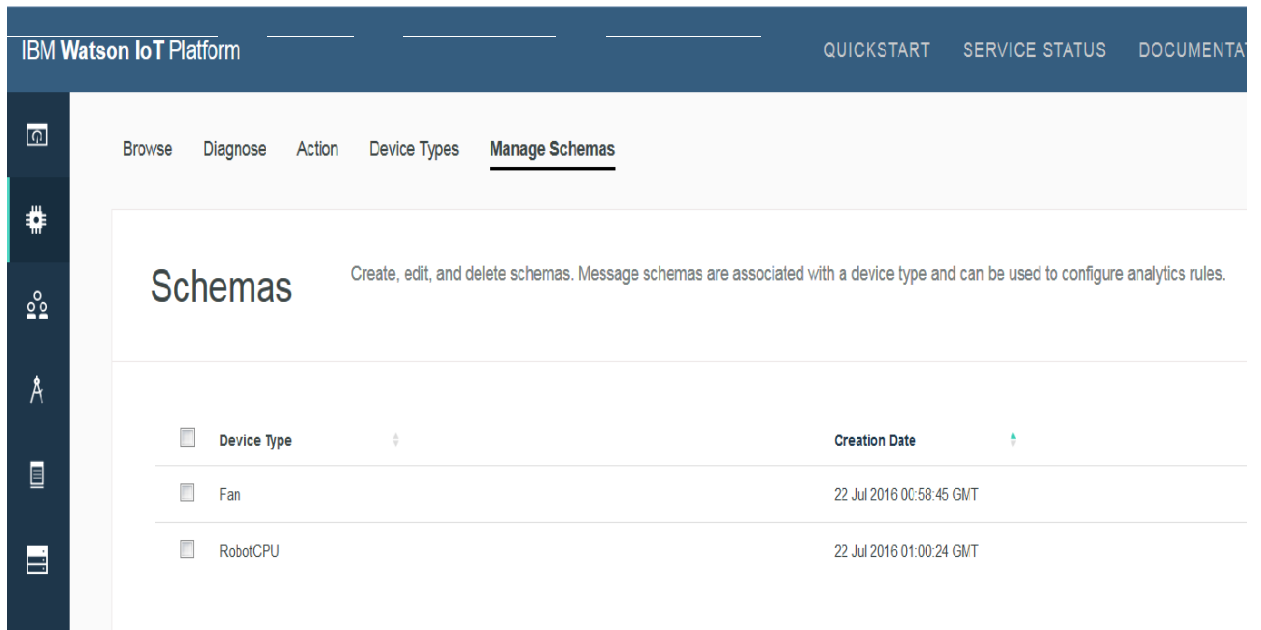 IBM Watson IoT Platform QUICKSTART SERVICE STATUS DOCUMENTAT
Browse Diagnose Action Device Types Manage Schemas
Schemas Create, edit, and delete schemas. Message schemas are associated with a device type and can be used to configure analytics rules.
Device Type Creation Date
Fan 22 Jul 2016 00:58:45 GMT
RobotCPU 22 Jul 2016 01:00:24 GMT